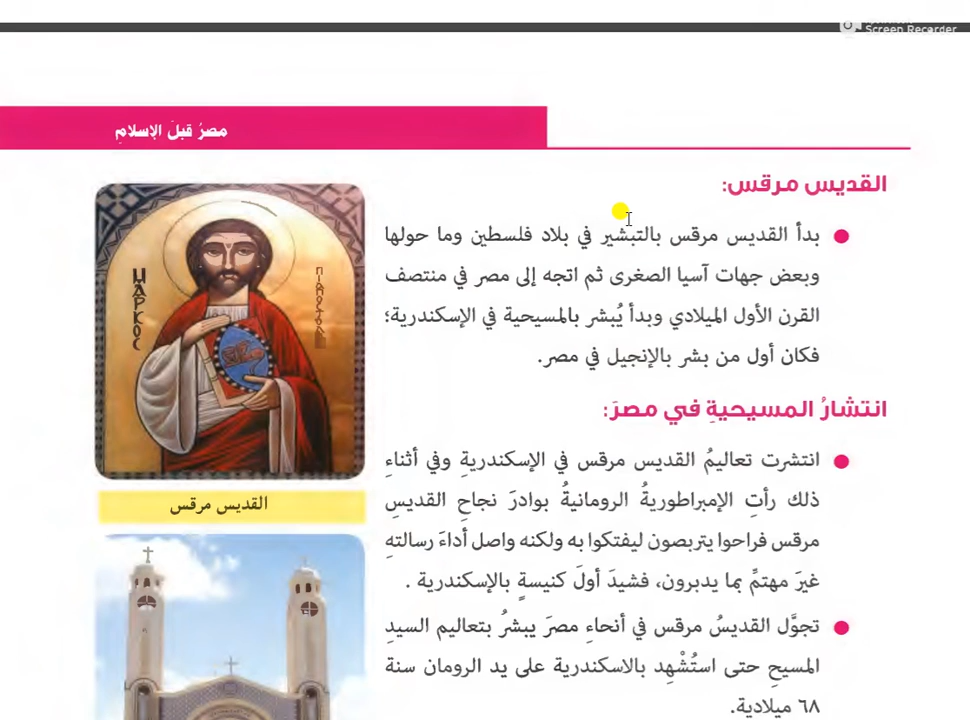 Screen Recorder
مصرُ قبلَ الإسلامِ
القديس مرقس:
بدأ القديس مرقس بالتبشير في بلاد فلسطين وما حولها
وبعض جهات آسيا الصغرى ثم اتجه إلى مصر في منتصف
القرن الأول الميلادي وبدأ يُبشر بالمسيحية في الإسكندرية؛
فكان أول من بشر بالإنجيل في مصر.
انتشارُ المسيحيةِ في مصرَ:
انتشرت تعاليمُ القديس مرقس في الإسكندريةِ وفي أثناءِ
ذلك رأتِ الإمبراطوريةُ الرومانيةُ بوادرَ نجاحِ القديسِ
مرقس فراحوا يتربصون ليفتكوا به ولكنه واصل أداءَ رسالتهِ
غيرَ مهتمٍّ بما يدبرون، فشيدَ أولَ كنيسةٍ بالإسكندرية .
تجوَّل القديسُ مرقس في أنحاءِ مصرَ يبشرُ بتعاليم السيدِ
المسيحِ حتى استُشْهِد بالاسكندرية على يد الرومان سنة
٦٨ ميلادية.
ⲙⲁⲣⲕⲟⲥ
القديس مرقس